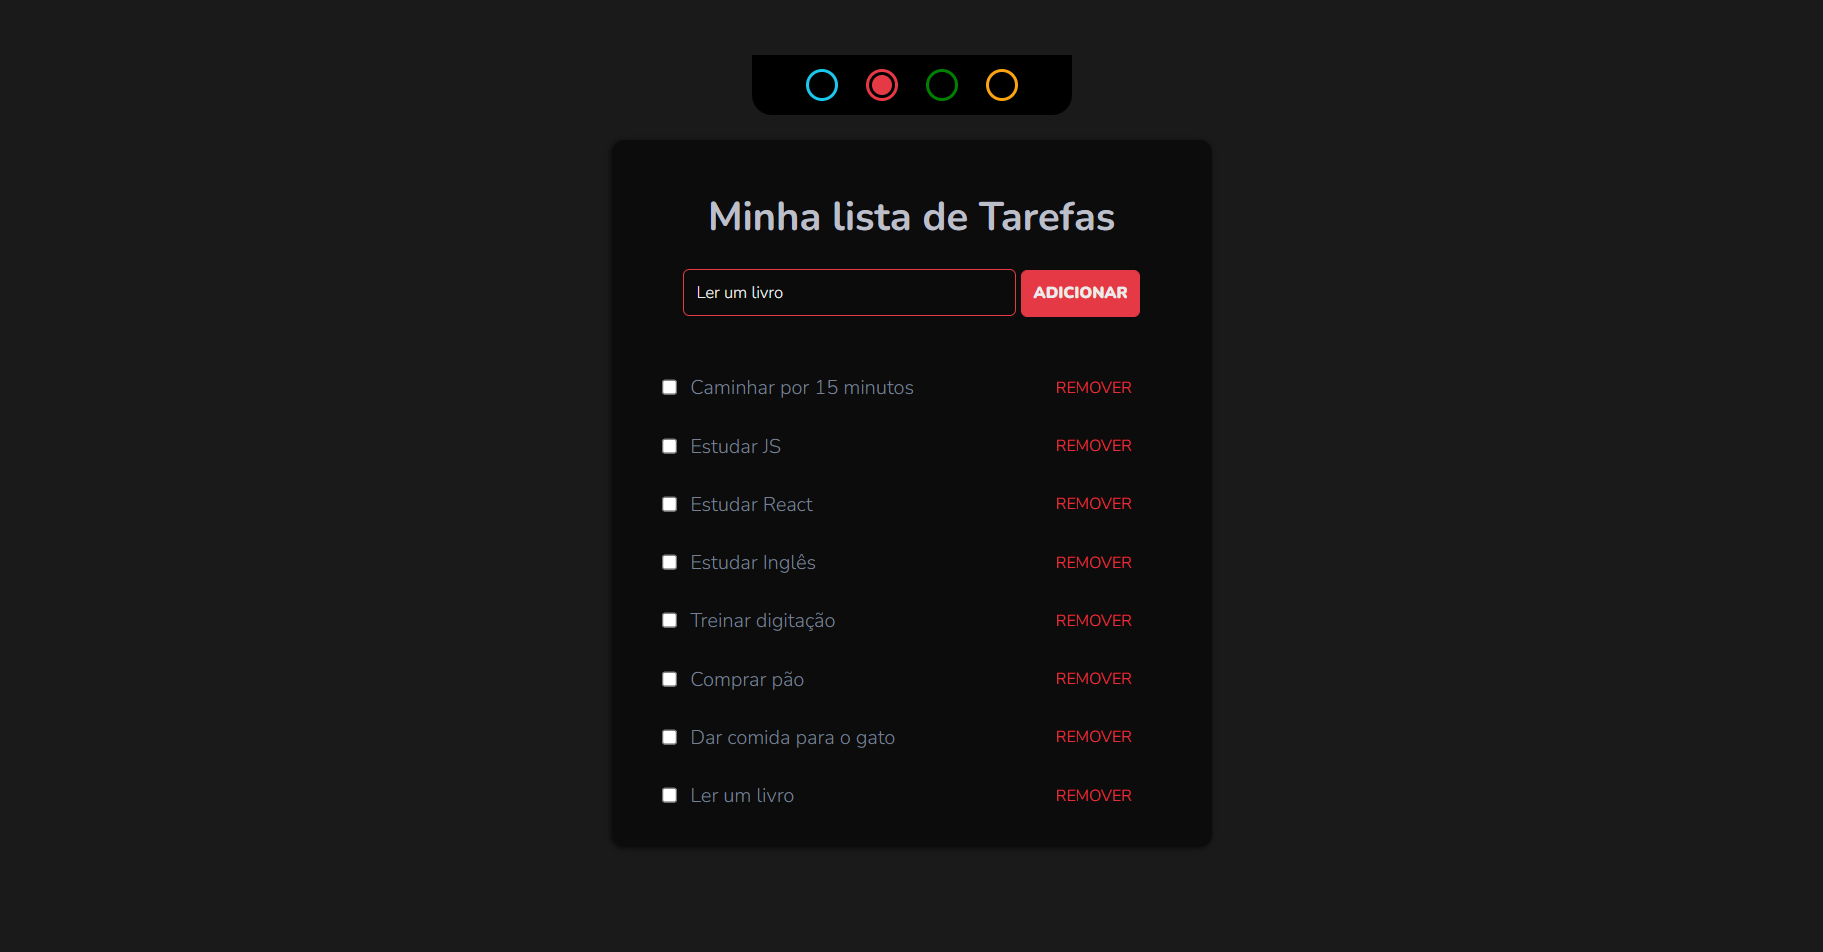 Minha lista de Tarefas
Ler um livro
ADICIONAR
Caminhar por 15 minutos REMOVER
Estudar JS REMOVER
Estudar React REMOVER
Estudar Inglês REMOVER
Treinar digitação REMOVER
Comprar pão REMOVER
Dar comida para o gato REMOVER
Ler um livro REMOVER